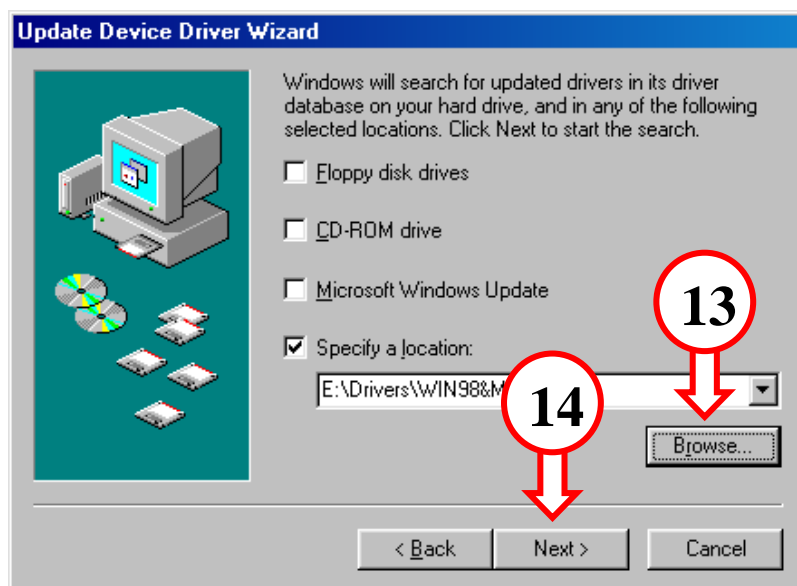 Update Device Driver Wizard
Windows will search for updated drivers in its driver
database on your hard drive, and in any of the following
selected locations. Click Next to start the search.
Floppy disk drives
CD-ROM drive
Microsoft Windows Update
13
Specify a location:
E:\Drivers\WIN98&M
14
Browse...
< Back
Next >
Cancel